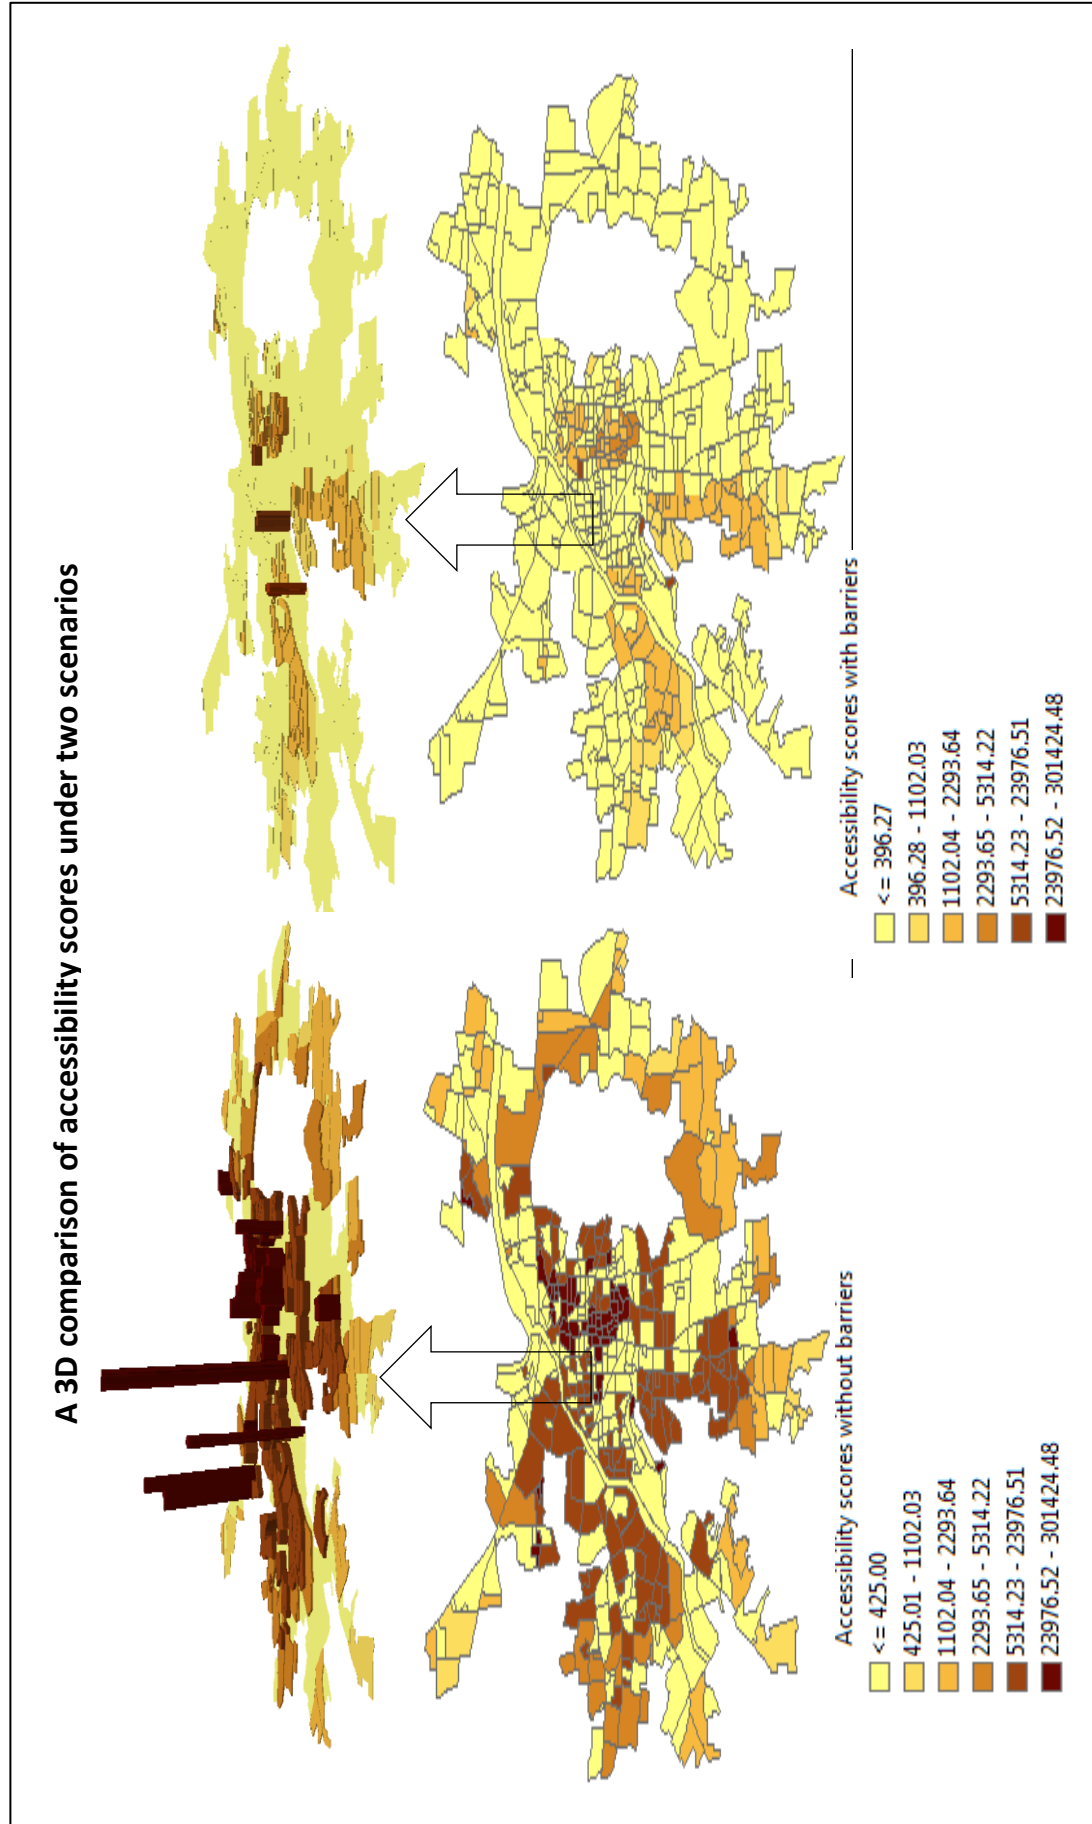 A 3D comparison of accessibility scores under two scenarios
Accessibility scores without barriers
<= 425.00
425.01 - 1102.03
1102.04 - 2293.64
2293.65 - 5314.22
5314.23 - 23976.51
23976.52 - 301424.48
Accessibility scores with barriers
<= 396.27
396.28 - 1102.03
1102.04 - 2293.64
2293.65 - 5314.22
5314.23 - 23976.51
23976.52 - 301424.48